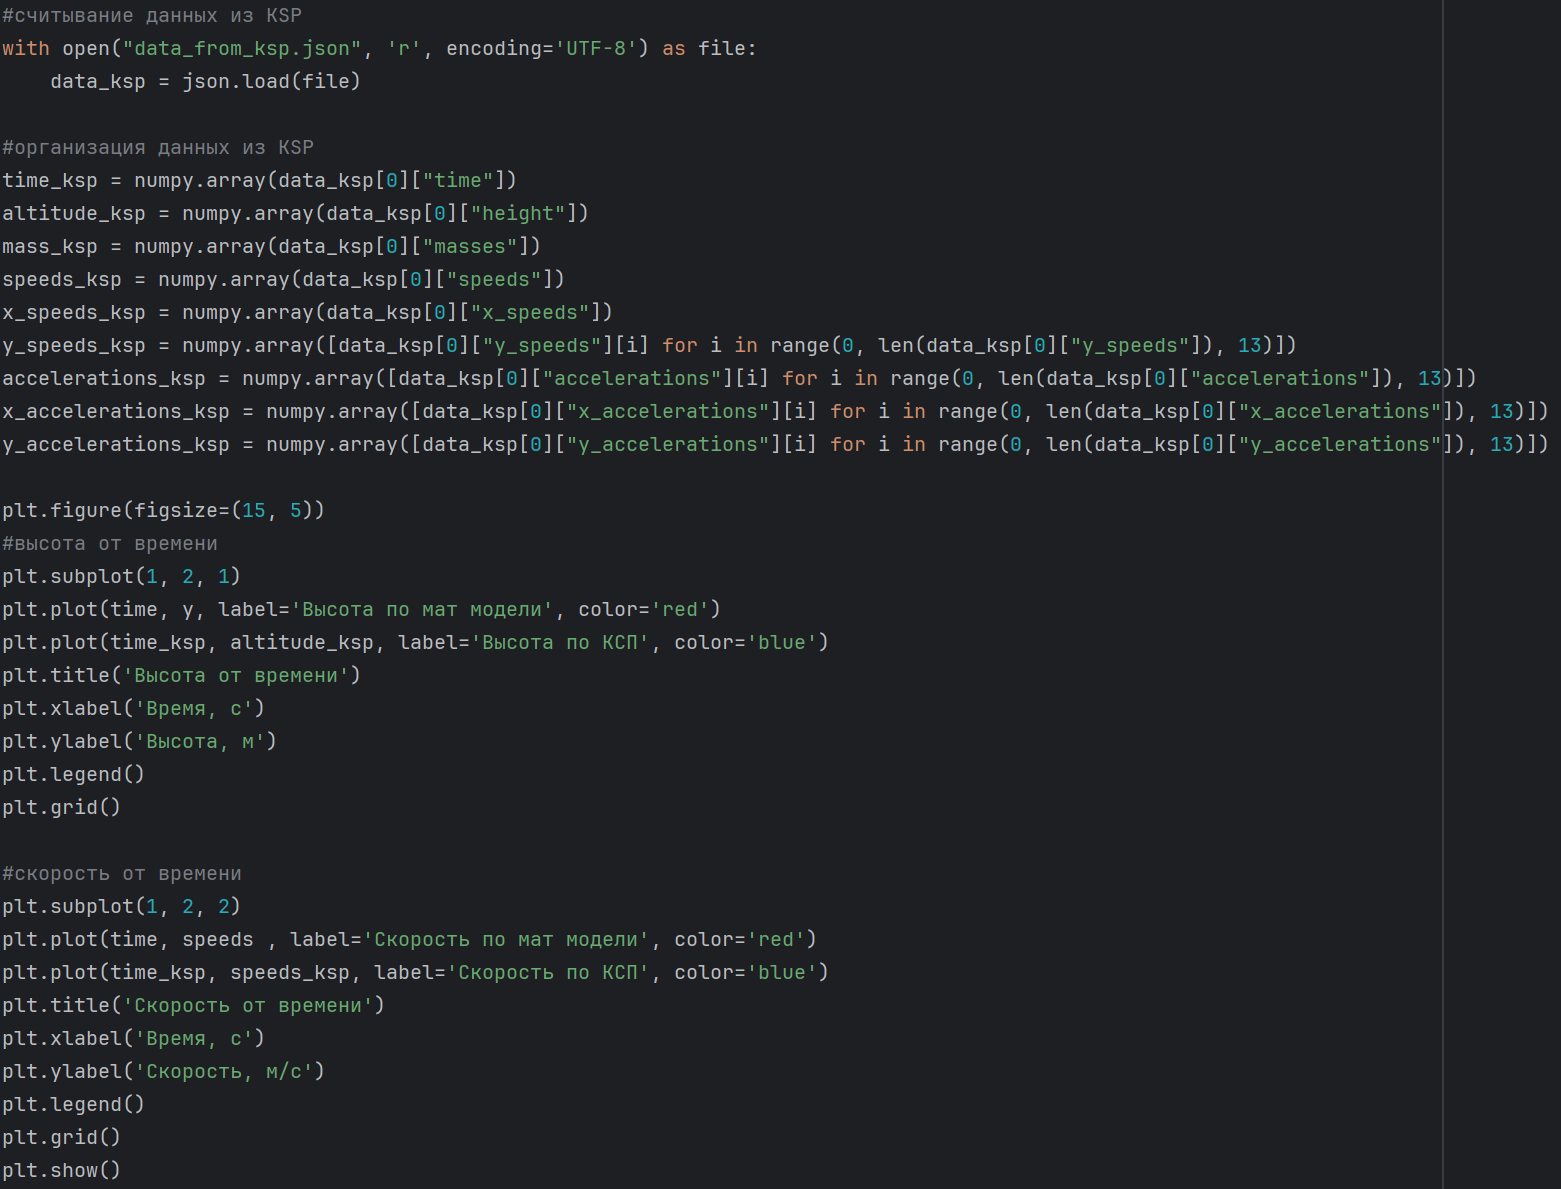 #считывание данных из KSP
with open("data_from_ksp.json", 'r', encoding='UTF-8') as file:
    data_ksp = json.load(file)

#организация данных из KSP
time_ksp = numpy.array(data_ksp[0]["time"])
altitude_ksp = numpy.array(data_ksp[0]["height"])
mass_ksp = numpy.array(data_ksp[0]["masses"])
speeds_ksp = numpy.array(data_ksp[0]["speeds"])
x_speeds_ksp = numpy.array(data_ksp[0]["x_speeds"])
y_speeds_ksp = numpy.array([data_ksp[0]["y_speeds"][i] for i in range(0, len(data_ksp[0]["y_speeds"]), 13)])
accelerations_ksp = numpy.array([data_ksp[0]["accelerations"][i] for i in range(0, len(data_ksp[0]["accelerations"]), 13)])
x_accelerations_ksp = numpy.array([data_ksp[0]["x_accelerations"][i] for i in range(0, len(data_ksp[0]["x_accelerations"]), 13)])
y_accelerations_ksp = numpy.array([data_ksp[0]["y_accelerations"][i] for i in range(0, len(data_ksp[0]["y_accelerations"]), 13)])

plt.figure(figsize=(15, 5))
#высота от времени
plt.subplot(1, 2, 1)
plt.plot(time, y, label='Высота по мат модели', color='red')
plt.plot(time_ksp, altitude_ksp, label='Высота по КСП', color='blue')
plt.title('Высота от времени')
plt.xlabel('Время, с')
plt.ylabel('Высота, м')
plt.legend()
plt.grid()

#скорость от времени
plt.subplot(1, 2, 2)
plt.plot(time, speeds , label='Скорость по мат модели', color='red')
plt.plot(time_ksp, speeds_ksp, label='Скорость по КСП', color='blue')
plt.title('Скорость от времени')
plt.xlabel('Время, с')
plt.ylabel('Скорость, м/с')
plt.legend()
plt.grid()
plt.show()